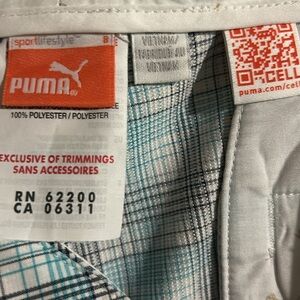 sportlifestyle
PUMA
100% POLYESTER / POLYESTER
EXCLUSIVE OF TRIMMINGS
SANS ACCESSOIRES
RN 62200
CA 06311
VIETNAM/
VIETNAM
CELL
puma.com/cell